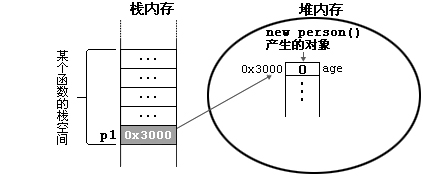 栈内存
堆内存
某个函数的栈空间
...
...
...
...
p1 0x3000
new person()
产生的对象
0x3000 0 age